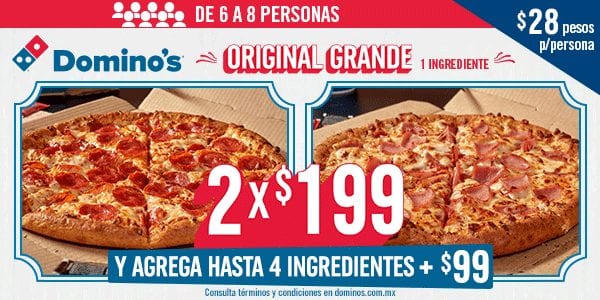 DE 6 A 8 PERSONAS
$28 pesos
p/persona
Domino's
ORIGINAL GRANDE 1 INGREDIENTE
2x$199
Y AGREGA HASTA 4 INGREDIENTES + $99
Consulta términos y condiciones en dominos.com.mx